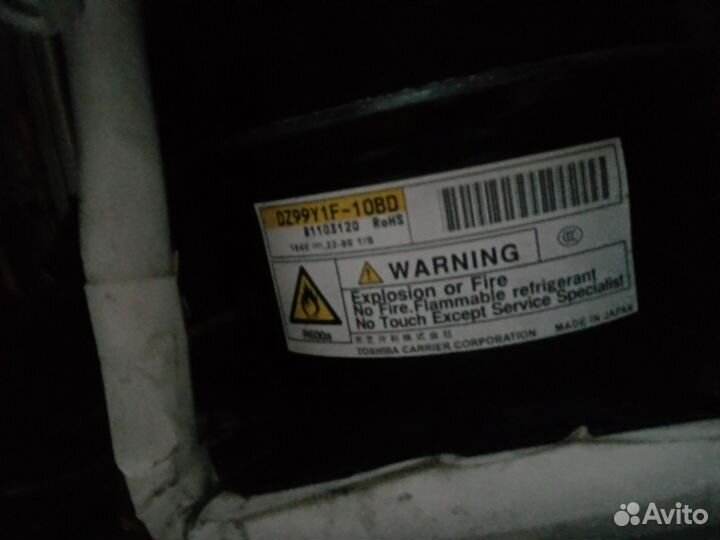 DZ99Y1F-10BD
R1103120 RoHS
WARNING
Explosion or Fire
No Fire.Flammable refrigerant
No Touch Except Service Specialist
R600a
TOSHIBA CARRIER CORPORATION MADE IN JAPAN
Avito